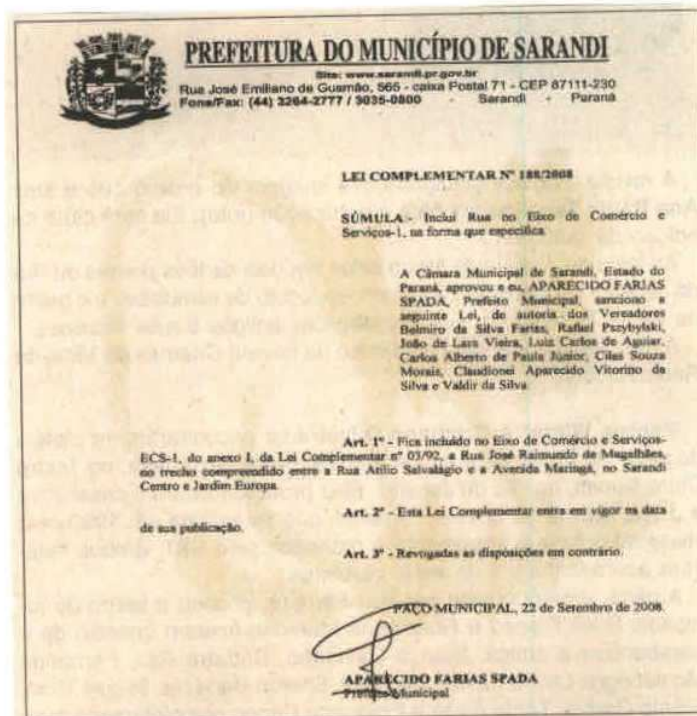 PREFEITURA DO MUNICÍPIO DE SARANDI
Site: www.sarandi.pr.gov.br
Rua José Emiliano de Gusmão, 565 - caixa Postal 71 - CEP 87111-230
Fone/Fax: (44) 3264-2777 / 3035-0800 - Sarandi - Paraná
LEI COMPLEMENTAR Nº 188/2008
SÚMULA - Inclui Rua no Eixo de Comércio e
Serviços-1, na forma que especifica.
A Câmara Municipal de Sarandi, Estado do
Paraná, aprovou e eu, APARECIDO FARIAS
SPADA, Prefeito Municipal, sanciono a
seguinte Lei, de autoria dos Vereadores
Belmiro da Silva Farias, Rafael Pszybylski,
João de Lara Vieira, Luiz Carlos de Aguiar,
Carlos Alberto de Paula Júnior, Cilas Souza
Morais, Claudionei Aparecido Vitorino da
Silva e Valdir da Silva.
Art. 1º - Fica incluído no Eixo de Comércio e Serviços-
ECS-1, do anexo I, da Lei Complementar nº 03/92, a Rua José Raimundo de Magelhães,
no trecho compreendido entre a Rua Atílio Salvalágio e a Avenida Maringá, no Sarandi
Centro e Jardim Europa.
Art. 2º - Esta Lei Complementar entra em vigor na data
de sua publicação.
Art. 3º - Revogadas as disposições em contrário.
PAÇO MUNICIPAL, 22 de Setembro de 2008.
APARECIDO FARIAS SPADA
Prefeito Municipal